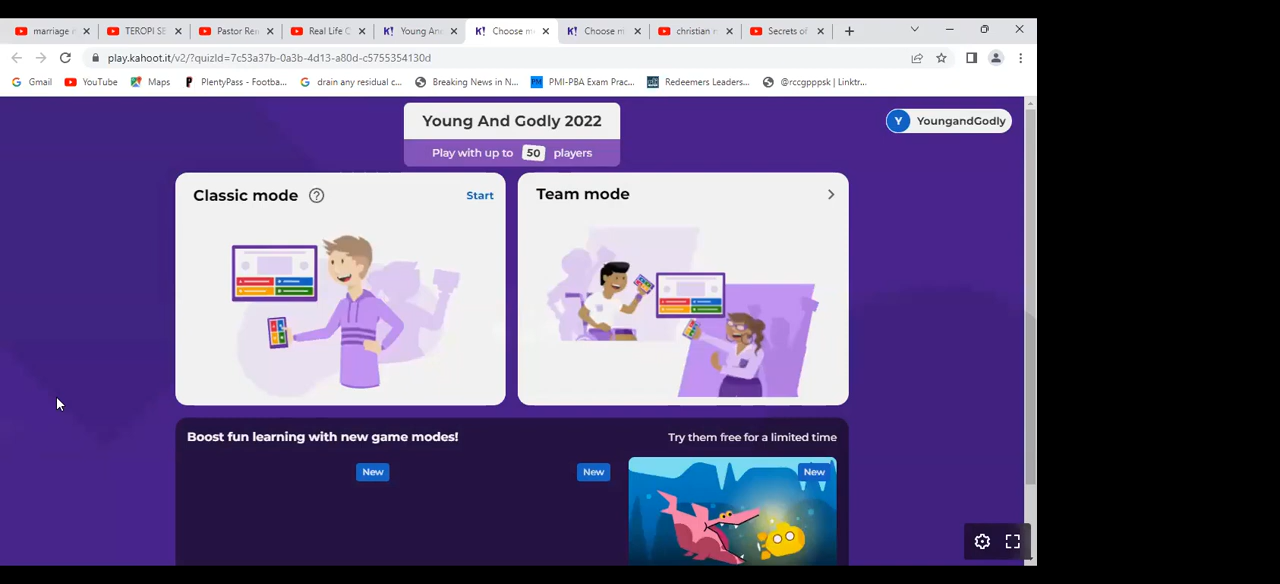 marriage r
TEROPI SE
Pastor Rem
Real Life C
Young And
Choose m
Choose m
christian m
Secrets of
play.kahoot.it/v2/?quizId=7c53a37b-0a3b-4d13-a80d-c5755354130d
Gmail
YouTube
Maps
PlentyPass - Footba...
drain any residual c...
Breaking News in N...
PMI-PBA Exam Prac...
Redeemers Leaders...
@rccgpppsk | Linktr...
Young And Godly 2022
Play with up to 50 players
Y YoungandGodly
Classic mode
Start
Team mode
Boost fun learning with new game modes!
Try them free for a limited time
New
New
New